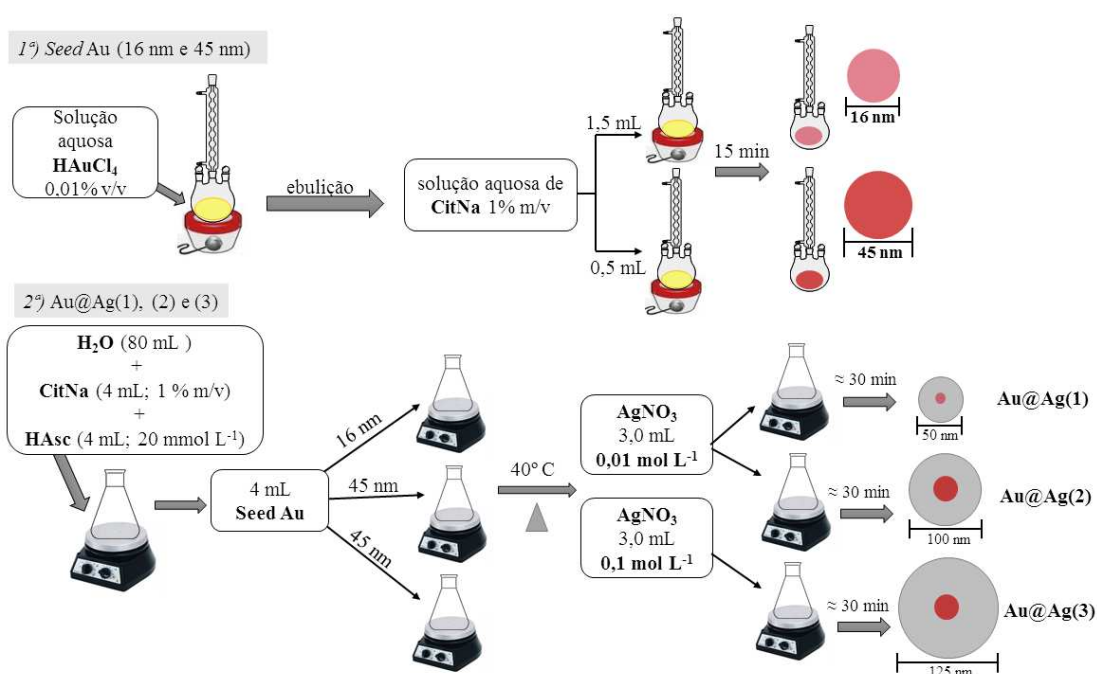 1ª) Seed Au (16 nm e 45 nm)
Solução
aquosa
HAuCl₄
0,01% v/v
ebulição
solução aquosa de
CitNa 1% m/v
1,5 mL
0,5 mL
15 min
16 nm
45 nm
2ª) Au@Ag(1), (2) e (3)
H₂O (80 mL )
+
CitNa (4 mL; 1 % m/v)
+
HAsc (4 mL; 20 mmol L⁻¹)
4 mL
Seed Au
16 nm
45 nm
45 nm
40º C
AgNO₃
3,0 mL
0,01 mol L⁻¹
AgNO₃
3,0 mL
0,1 mol L⁻¹
≈ 30 min
50 nm
Au@Ag(1)
≈ 30 min
100 nm
Au@Ag(2)
≈ 30 min
125 nm
Au@Ag(3)